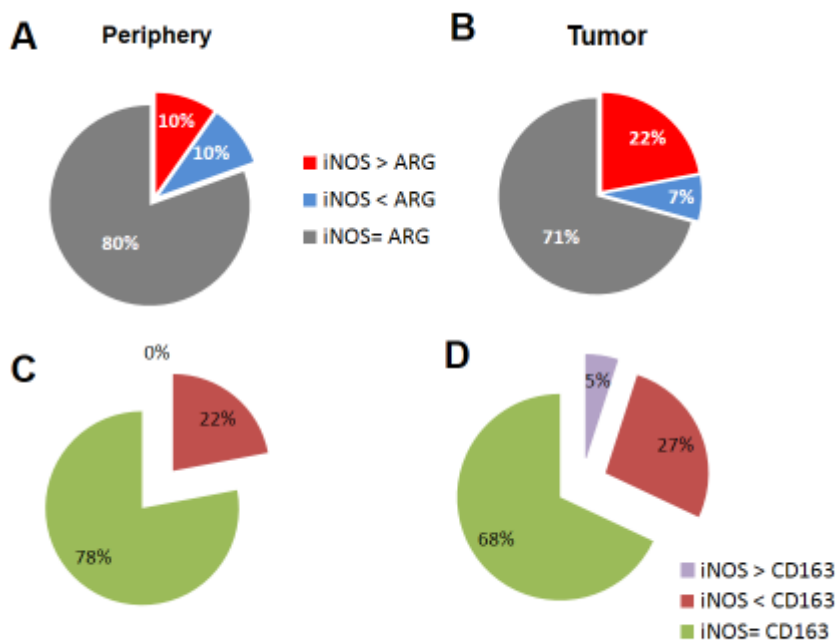 A
Periphery
B
Tumor
10%
10%
80%
iNOS > ARG
iNOS < ARG
iNOS= ARG
22%
7%
71%
C
0%
22%
78%
D
5%
27%
68%
iNOS > CD163
iNOS < CD163
iNOS= CD163